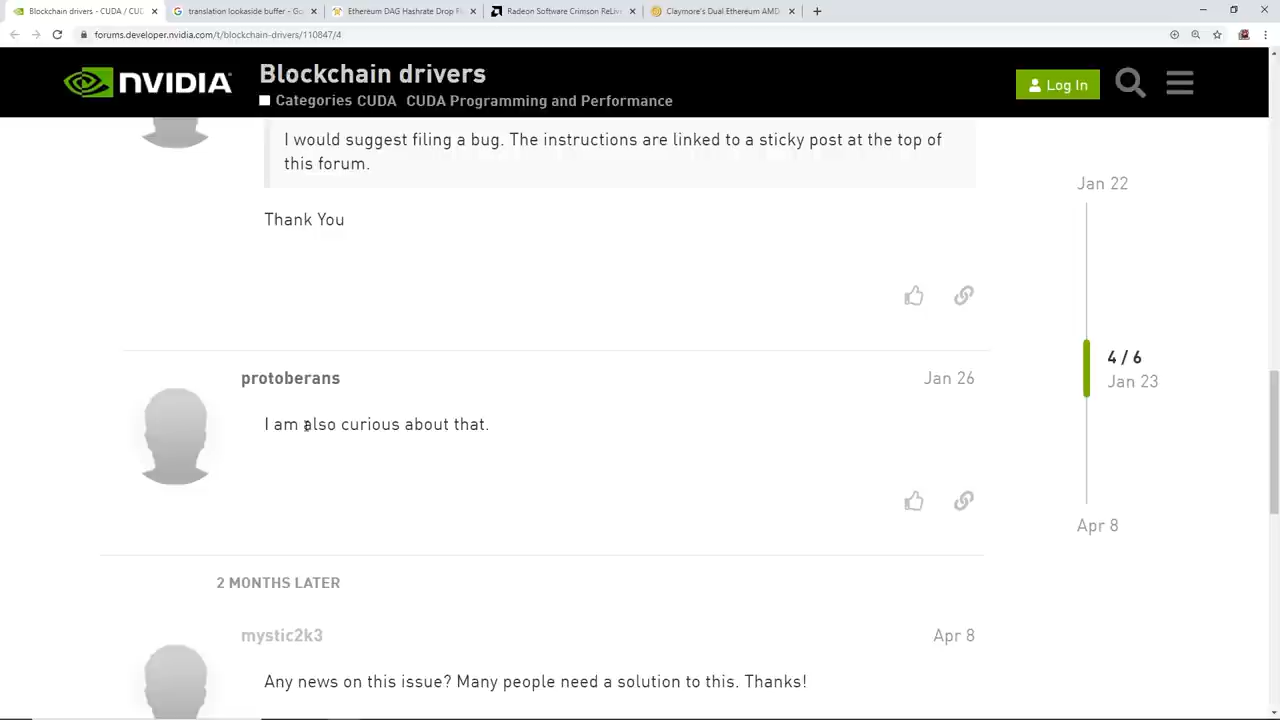 Blockchain drivers - CUDA / CUD
translation lookaside buffer - Go
Ethereum DAG Hashrate Drop F
Radeon Software Crimson ReLive
Claymore's Dual Ethereum AMD
forums.developer.nvidia.com/t/blockchain-drivers/110847/4
NVIDIA
Blockchain drivers
Categories CUDA CUDA Programming and Performance
Log In
I would suggest filing a bug. The instructions are linked to a sticky post at the top of
this forum.
Thank You
Jan 22
4 / 6
Jan 23
Apr 8
protoberans
Jan 26
I am also curious about that.
2 MONTHS LATER
mystic2k3
Apr 8
Any news on this issue? Many people need a solution to this. Thanks!